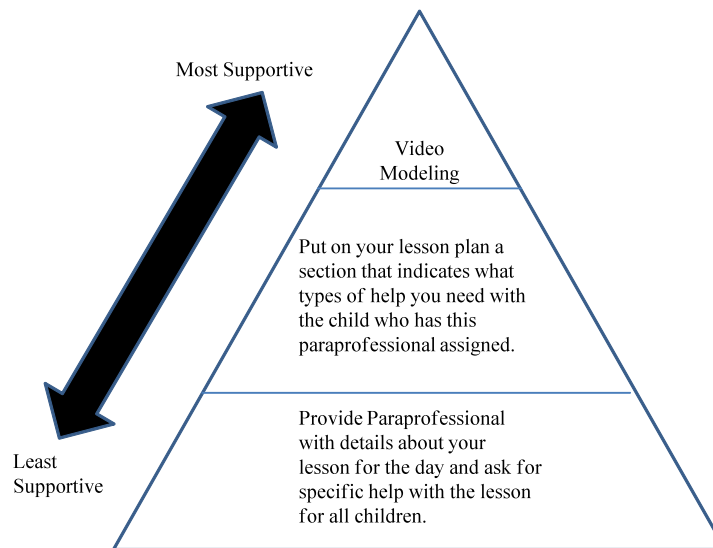 Most Supportive
Video
Modeling
Put on your lesson plan a
section that indicates what
types of help you need with
the child who has this
paraprofessional assigned.
Provide Paraprofessional
with details about your
lesson for the day and ask for
specific help with the lesson
for all children.
Least
Supportive